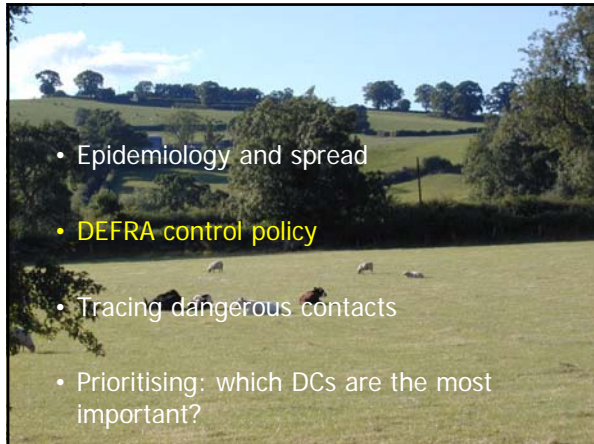 • Epidemiology and spread
• DEFRA control policy
• Tracing dangerous contacts
• Prioritising: which DCs are the most
important?